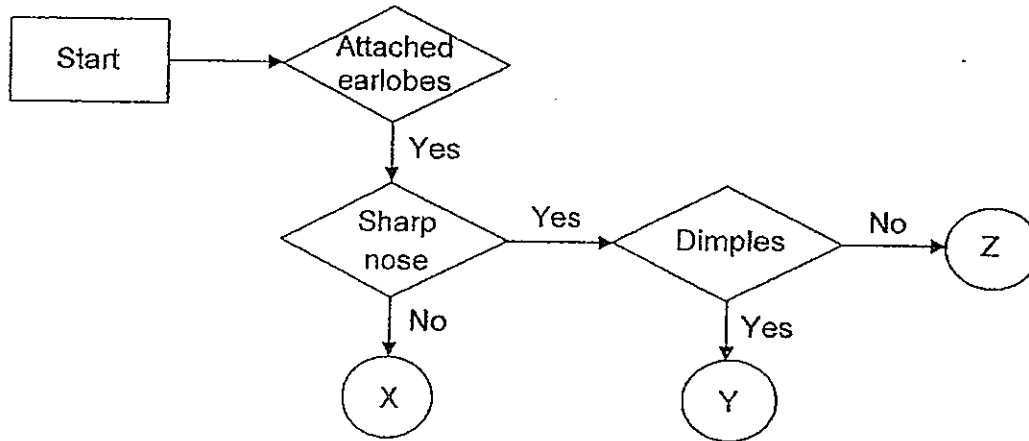 Start
Attached
earlobes
Yes
Sharp
nose
Yes
Dimples
No
Z
No
X
Yes
Y